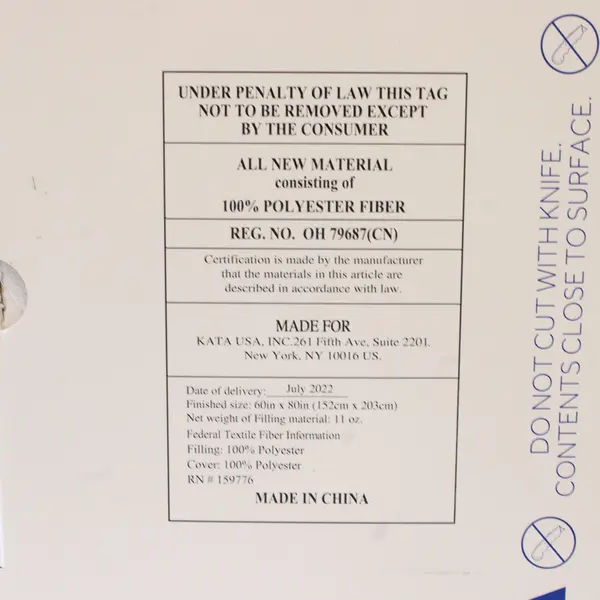 UNDER PENALTY OF LAW THIS TAG
NOT TO BE REMOVED EXCEPT
BY THE CONSUMER
ALL NEW MATERIAL
consisting of
100% POLYESTER FIBER
REG. NO. OH 79687(CN)
Certification is made by the manufacturer
that the materials in this article are
described in accordance with law.
MADE FOR
KATA USA, INC.261 Fifth Ave, Suite 2201.
New York, NY 10016 US.
Date of delivery: July 2022
Finished size: 60in x 80in (152cm x 203cm)
Net weight of Filling material: 11 oz.
Federal Textile Fiber Information
Filling: 100% Polyester
Cover: 100% Polyester
RN # 159776
MADE IN CHINA
DO NOT CUT WITH KNIFE.
CONTENTS CLOSE TO SURFACE.